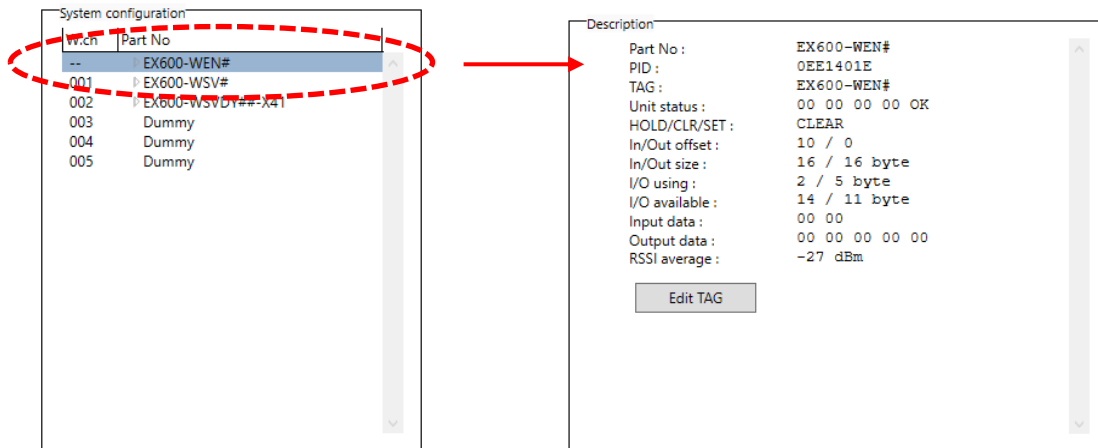 System configuration
W.cn Part No
-- EX600-WEN#
001 EX600-WSV#
002 EX600-WSVDY##-X41
003 Dummy
004 Dummy
005 Dummy
Description
Part No : EX600-WEN#
PID : 0EE1401E
TAG : EX600-WEN#
Unit status : 00 00 00 00 OK
HOLD/CLR/SET : CLEAR
In/Out offset : 10 / 0
In/Out size : 16 / 16 byte
I/O using : 2 / 5 byte
I/O available : 14 / 11 byte
Input data : 00 00
Output data : 00 00 00 00 00
RSSI average : -27 dBm
Edit TAG